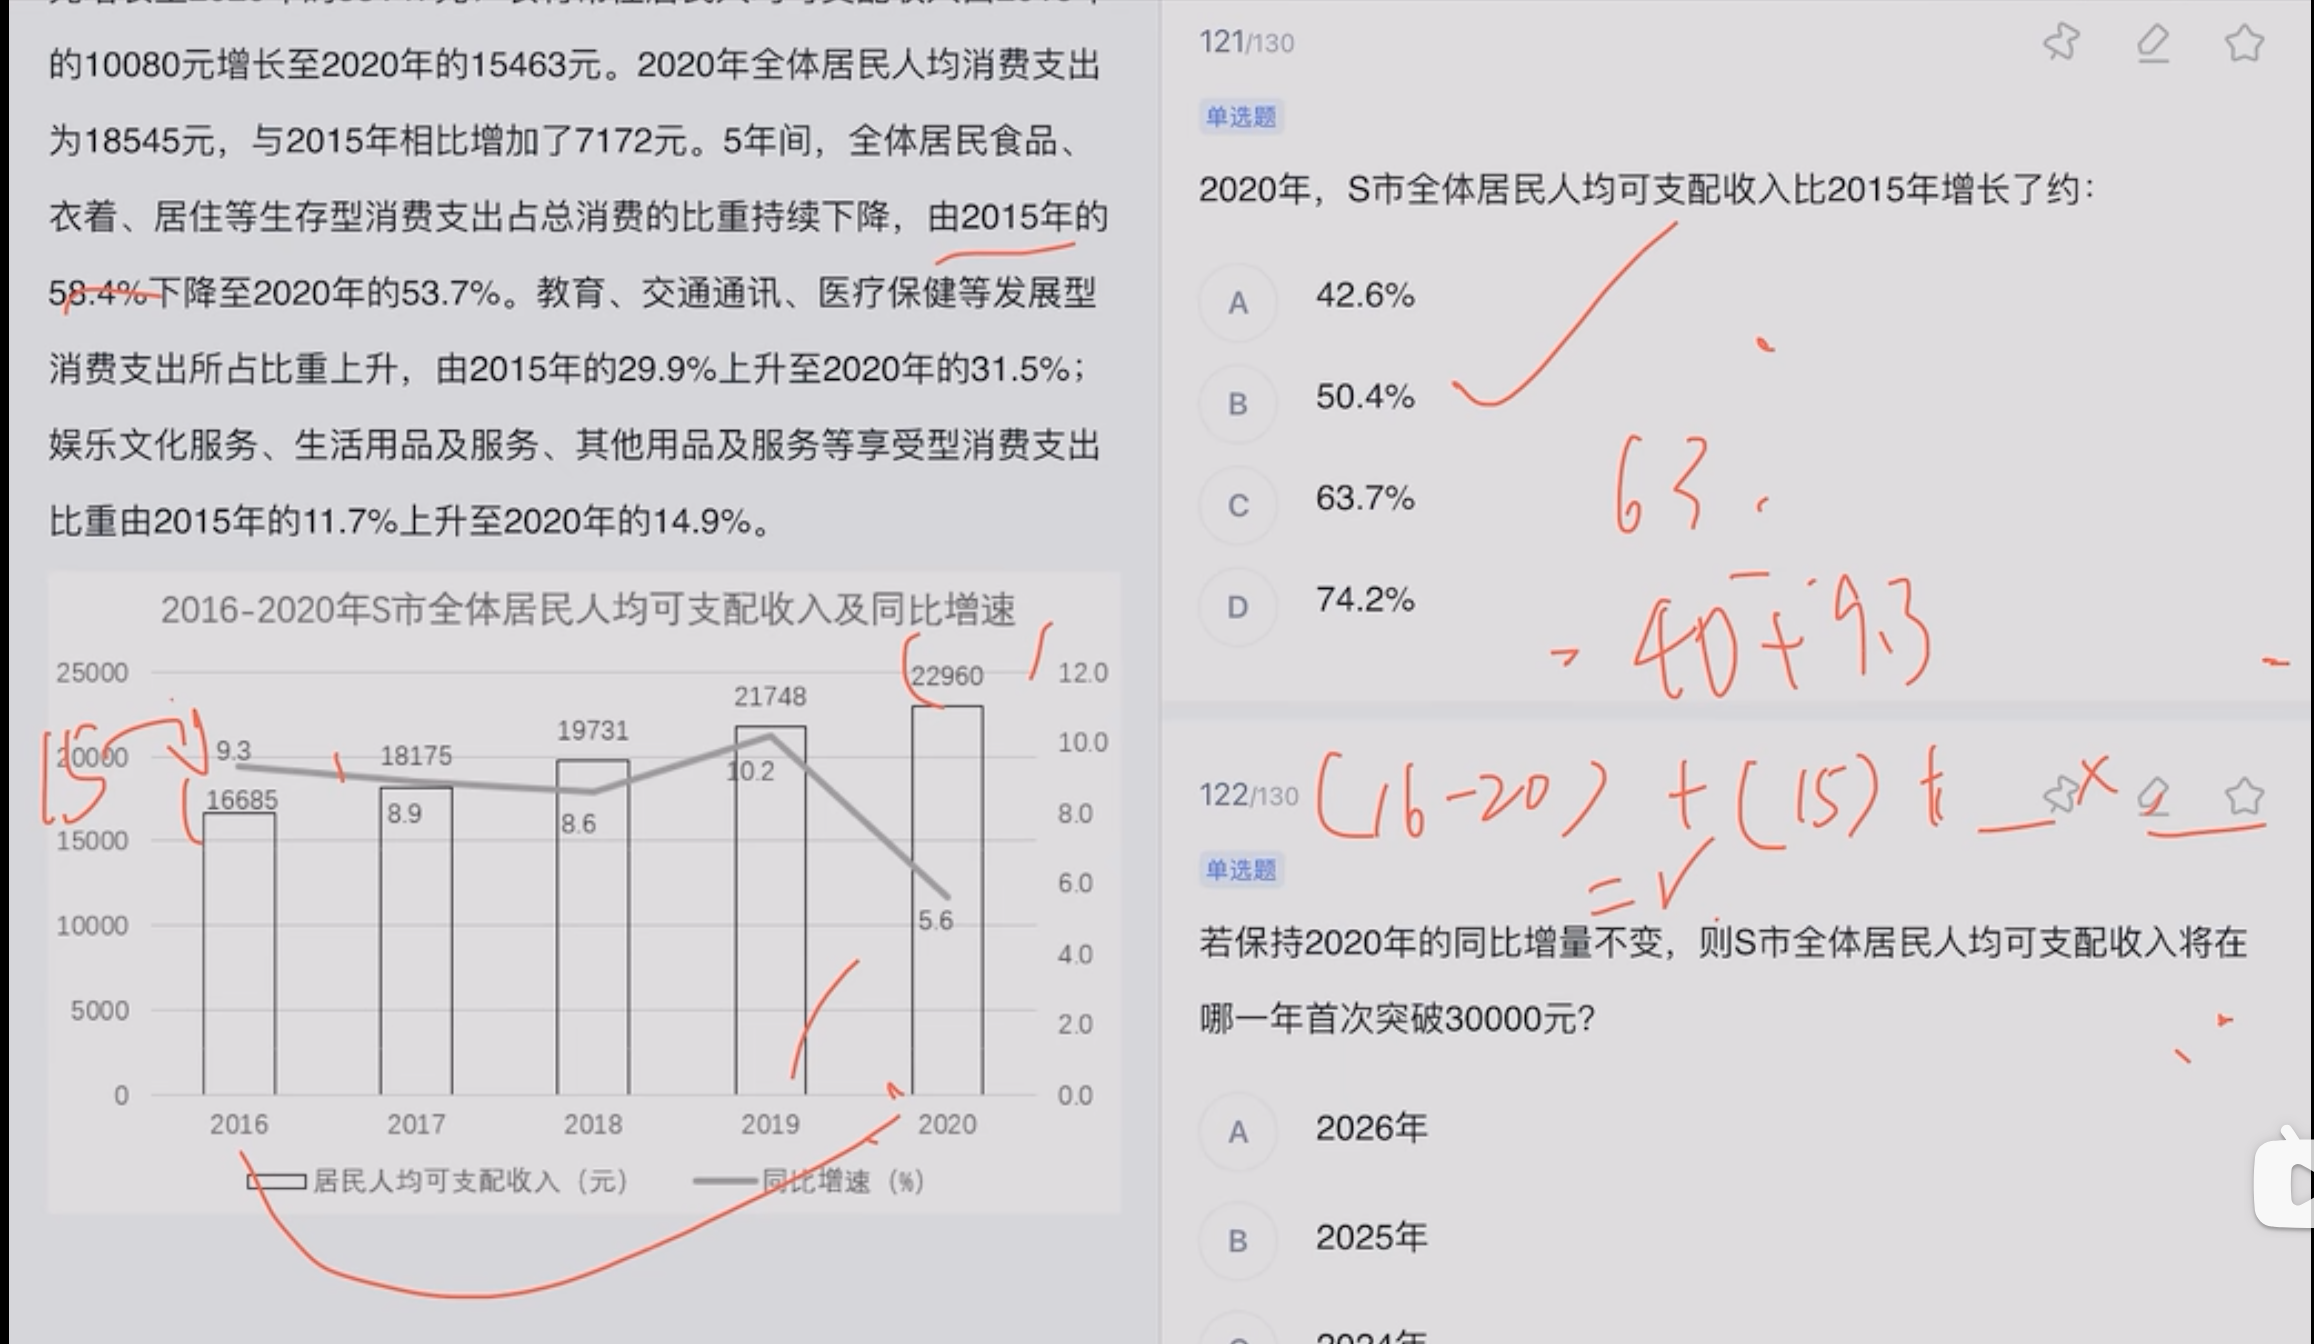 的10080元增长至2020年的15463元。2020年全体居民人均消费支出
为18545元，与2015年相比增加了7172元。5年间，全体居民食品、
衣着、居住等生存型消费支出占总消费的比重持续下降，由2015年的
58.4%下降至2020年的53.7%。教育、交通通讯、医疗保健等发展型
消费支出所占比重上升，由2015年的29.9%上升至2020年的31.5%；
娱乐文化服务、生活用品及服务、其他用品及服务等享受型消费支出
比重由2015年的11.7%上升至2020年的14.9%。
2016-2020年S市全体居民人均可支配收入及同比增速
25000
20000
15000
10000
5000
0
12.0
10.0
8.0
6.0
4.0
2.0
0.0
15
9.3
16685
18175
8.9
19731
8.6
21748
10.2
22960
5.6
2016 2017 2018 2019 2020
居民人均可支配收入（元） 同比增速（%）
121/130
单选题
2020年，S市全体居民人均可支配收入比2015年增长了约：
A 42.6%
B 50.4%
C 63.7%
D 74.2%
63.
= 40+9.3
122/130
(16-20) + (15) + __ × __
= √
单选题
若保持2020年的同比增量不变，则S市全体居民人均可支配收入将在
哪一年首次突破30000元？
A 2026年
B 2025年